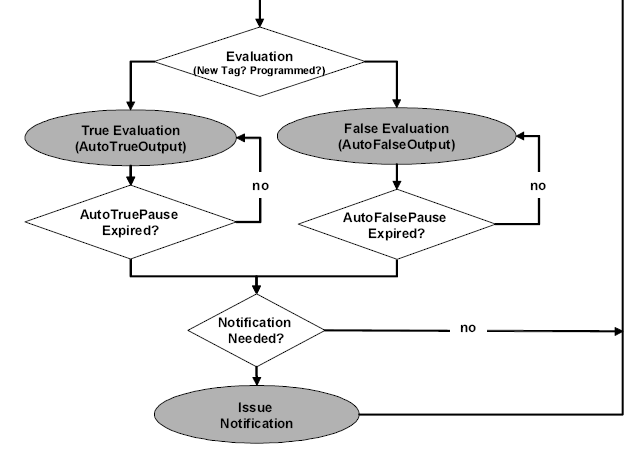 Evaluation
(New Tag? Programmed?)
True Evaluation
(AutoTrueOutput)
False Evaluation
(AutoFalseOutput)
no
no
AutoTruePause
Expired?
AutoFalsePause
Expired?
Notification
Needed?
no
Issue
Notification